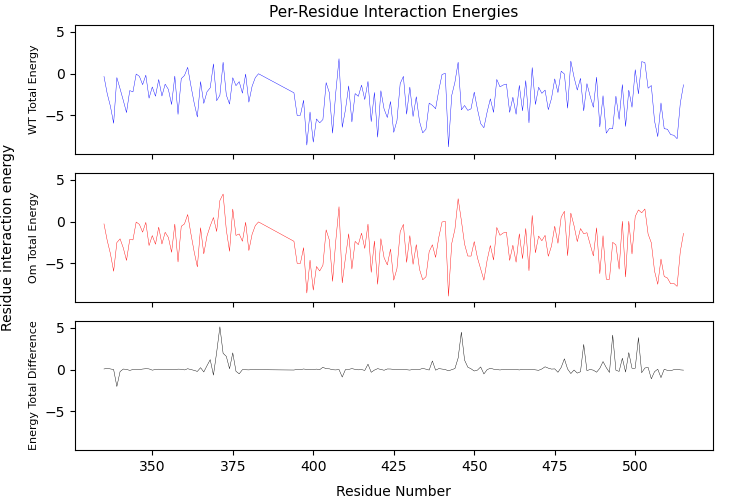 Per-Residue Interaction Energies
5
0
−5
WT Total Energy
5
0
−5
Om Total Energy
Residue interaction energy
5
0
−5
Energy Total Difference
350 375 400 425 450 475 500
Residue Number